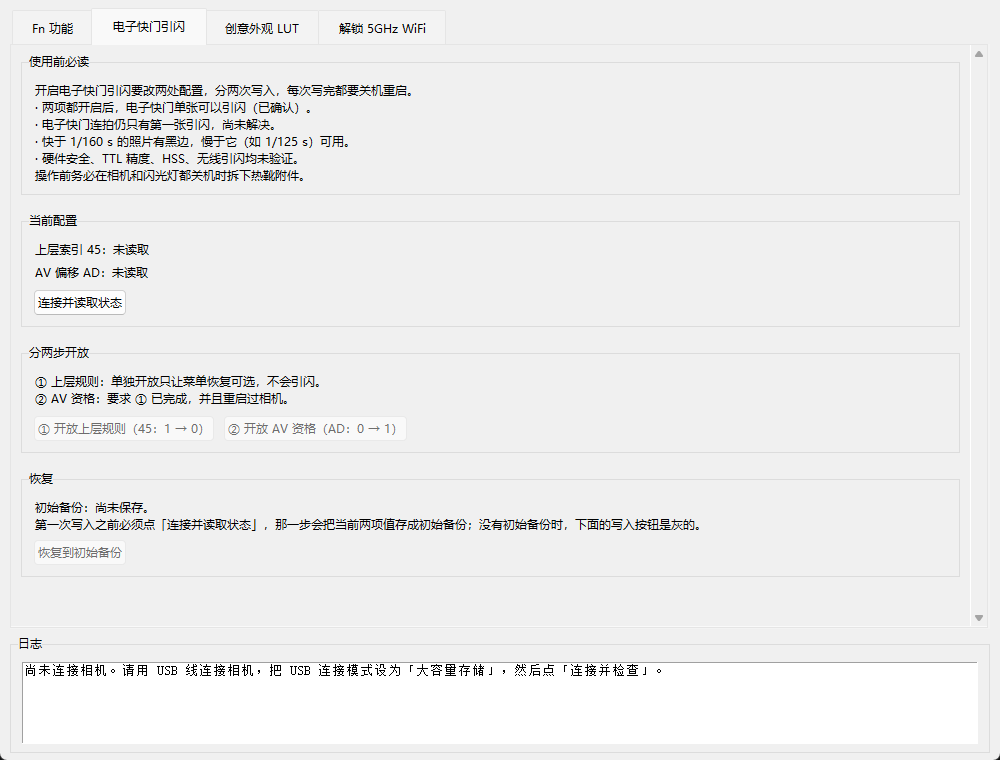 Fn 功能
电子快门引闪
创意外观 LUT
解锁 5GHz WiFi
使用前必读
开启电子快门引闪要改两处配置，分两次写入，每次写完都要关机重启。
· 两项都开启后，电子快门单张可以引闪（已确认）。
· 电子快门连拍仍只有第一张引闪，尚未解决。
· 快于 1/160 s 的照片有黑边，慢于它（如 1/125 s）可用。
· 硬件安全、TTL 精度、HSS、无线引闪均未验证。
操作前务必在相机和闪光灯都关机时拆下热靴附件。
当前配置
上层索引 45：未读取
AV 偏移 AD：未读取
连接并读取状态
分两步开放
① 上层规则：单独开放只让菜单恢复可选，不会引闪。
② AV 资格：要求 ① 已完成，并且重启过相机。
① 开放上层规则（45：1 → 0）
② 开放 AV 资格（AD：0 → 1）
恢复
初始备份：尚未保存。
第一次写入之前必须点「连接并读取状态」，那一步会把当前两项值存成初始备份；没有初始备份时，下面的写入按钮是灰的。
恢复到初始备份
日志
尚未连接相机。请用 USB 线连接相机，把 USB 连接模式设为「大容量存储」，然后点「连接并检查」。